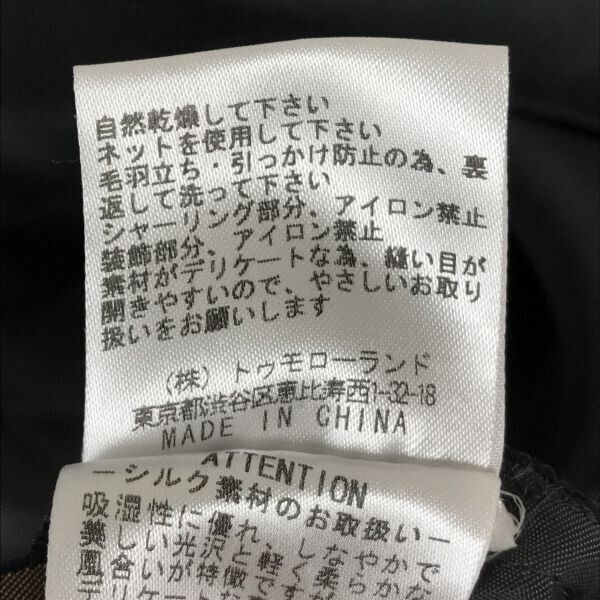 自然乾燥して下さい
ネットを使用して下さい
毛羽立ち・引っかけ防止の為、裏
返して洗って下さい
シャーリング部分、アイロン禁止
装飾部分、アイロン禁止
素材がデリケートな為、縫い目が
開きやすいので、やさしいお取り
扱いをお願いします
(株)トゥモローランド
東京都渋谷区恵比寿西1-32-18
MADE IN CHINA
ATTENTION
ーシルク素材のお取扱いー
吸湿性に優れ、しなやかで
美しい光沢と軽く柔らかな
風合いが特徴です